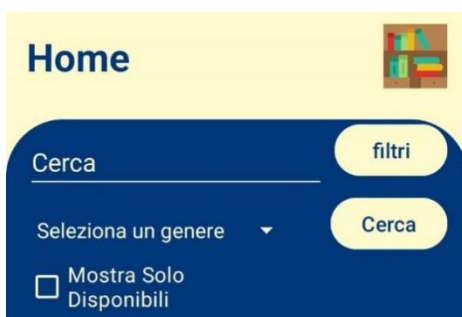 Home
filtri
Cerca
Seleziona un genere
Cerca
Mostra Solo
Disponibili